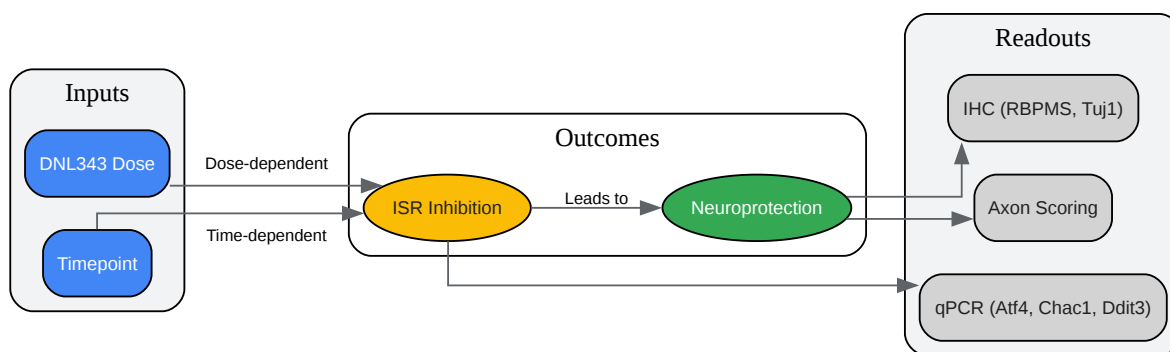 Inputs
DNL343 Dose
Timepoint
Dose-dependent
Time-dependent
Outcomes
ISR Inhibition
Leads to
Neuroprotection
Readouts
IHC (RBPMS, Tuj1)
Axon Scoring
qPCR (Atf4, Chac1, Ddit3)